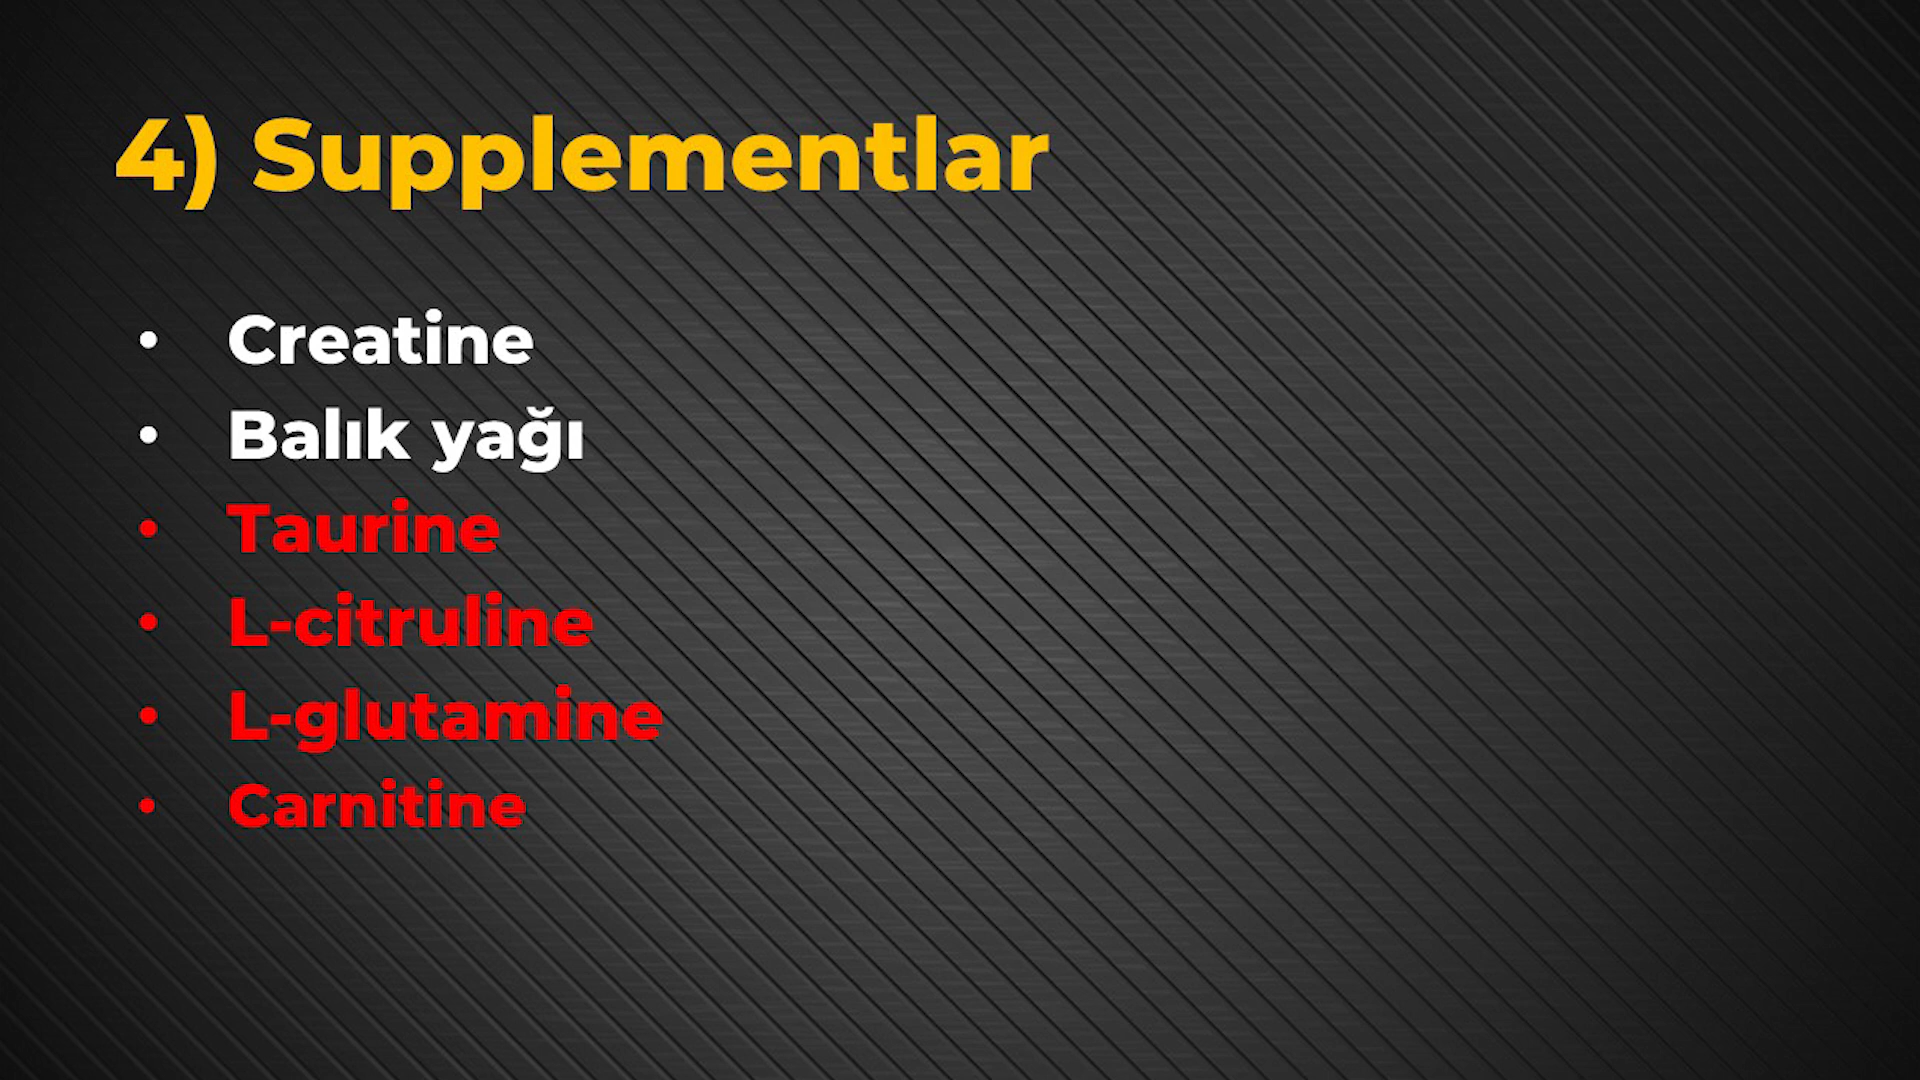 4) Supplementlar
• Creatine
• Balık yağı
• Taurine
• L-citruline
• L-glutamine
• Carnitine